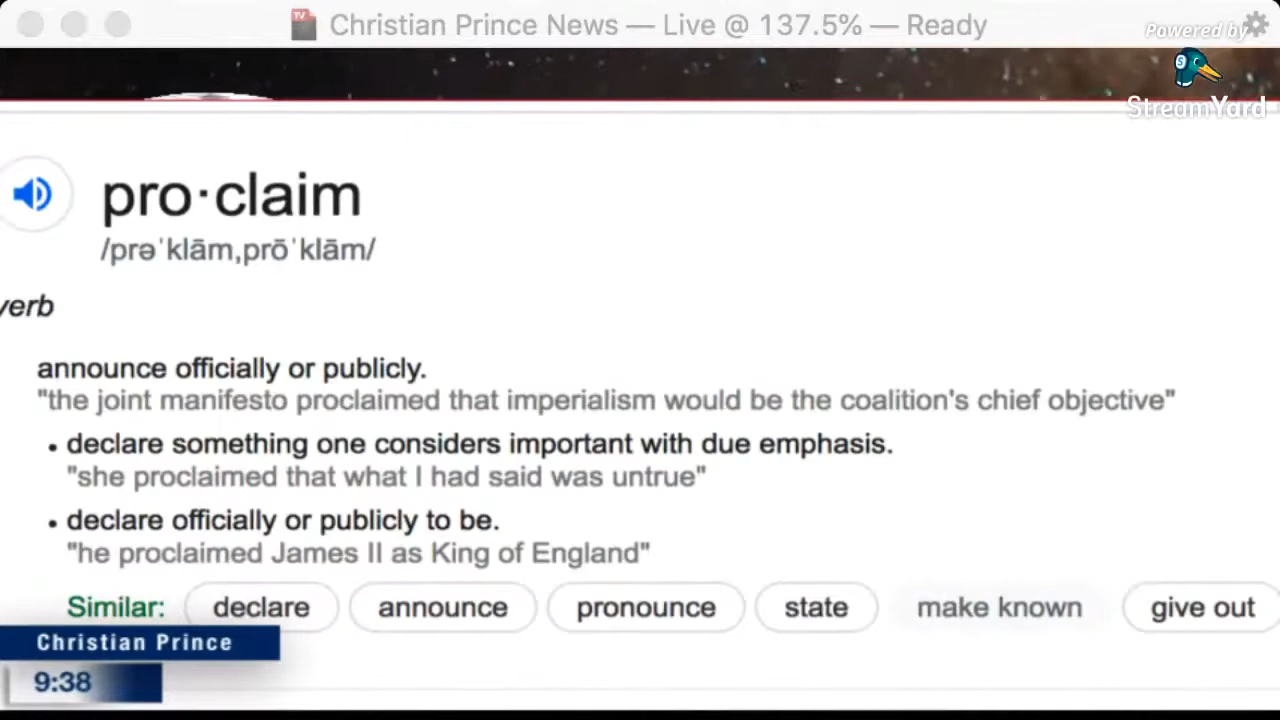 Christian Prince News — Live @ 137.5% — Ready
Powered by
StreamYard
pro·claim
/prəˈklām,prōˈklām/
verb
announce officially or publicly.
"the joint manifesto proclaimed that imperialism would be the coalition's chief objective"
• declare something one considers important with due emphasis.
"she proclaimed that what I had said was untrue"
• declare officially or publicly to be.
"he proclaimed James II as King of England"
Similar: declare announce pronounce state make known give out
Christian Prince
9:38